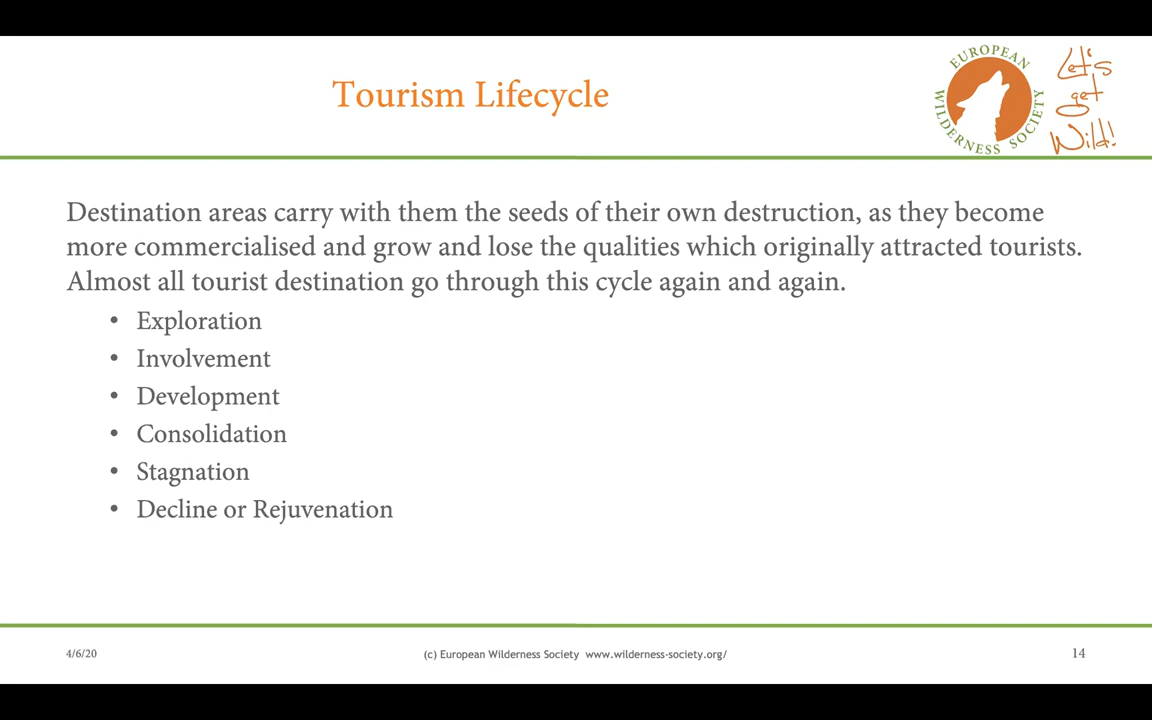 Tourism Lifecycle
EUROPEAN
WILDERNESS SOCIETY
Let's
get
Wild!
Destination areas carry with them the seeds of their own destruction, as they become
more commercialised and grow and lose the qualities which originally attracted tourists.
Almost all tourist destination go through this cycle again and again.
• Exploration
• Involvement
• Development
• Consolidation
• Stagnation
• Decline or Rejuvenation
4/6/20
(c) European Wilderness Society www.wilderness-society.org/
14